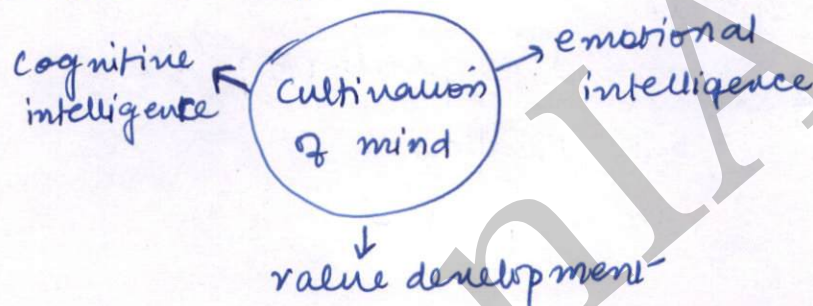 cognitive
intelligence
cultivation
of mind
emotional
intelligence
value development